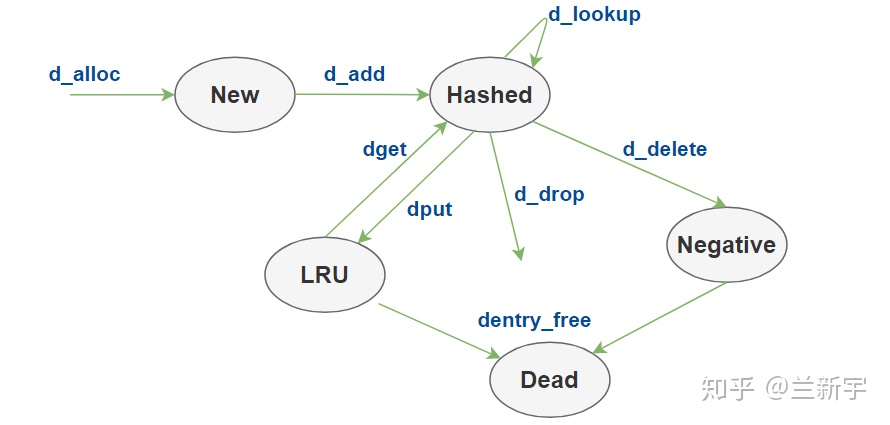 d_lookup
d_alloc
d_add
New
Hashed
dget
d_delete
dput
d_drop
LRU
Negative
dentry_free
Dead
知乎 @兰新宇